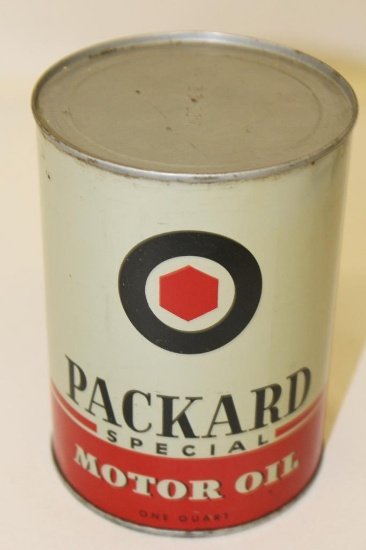 PACKARD
SPECIAL
MOTOR OIL
ONE QUART